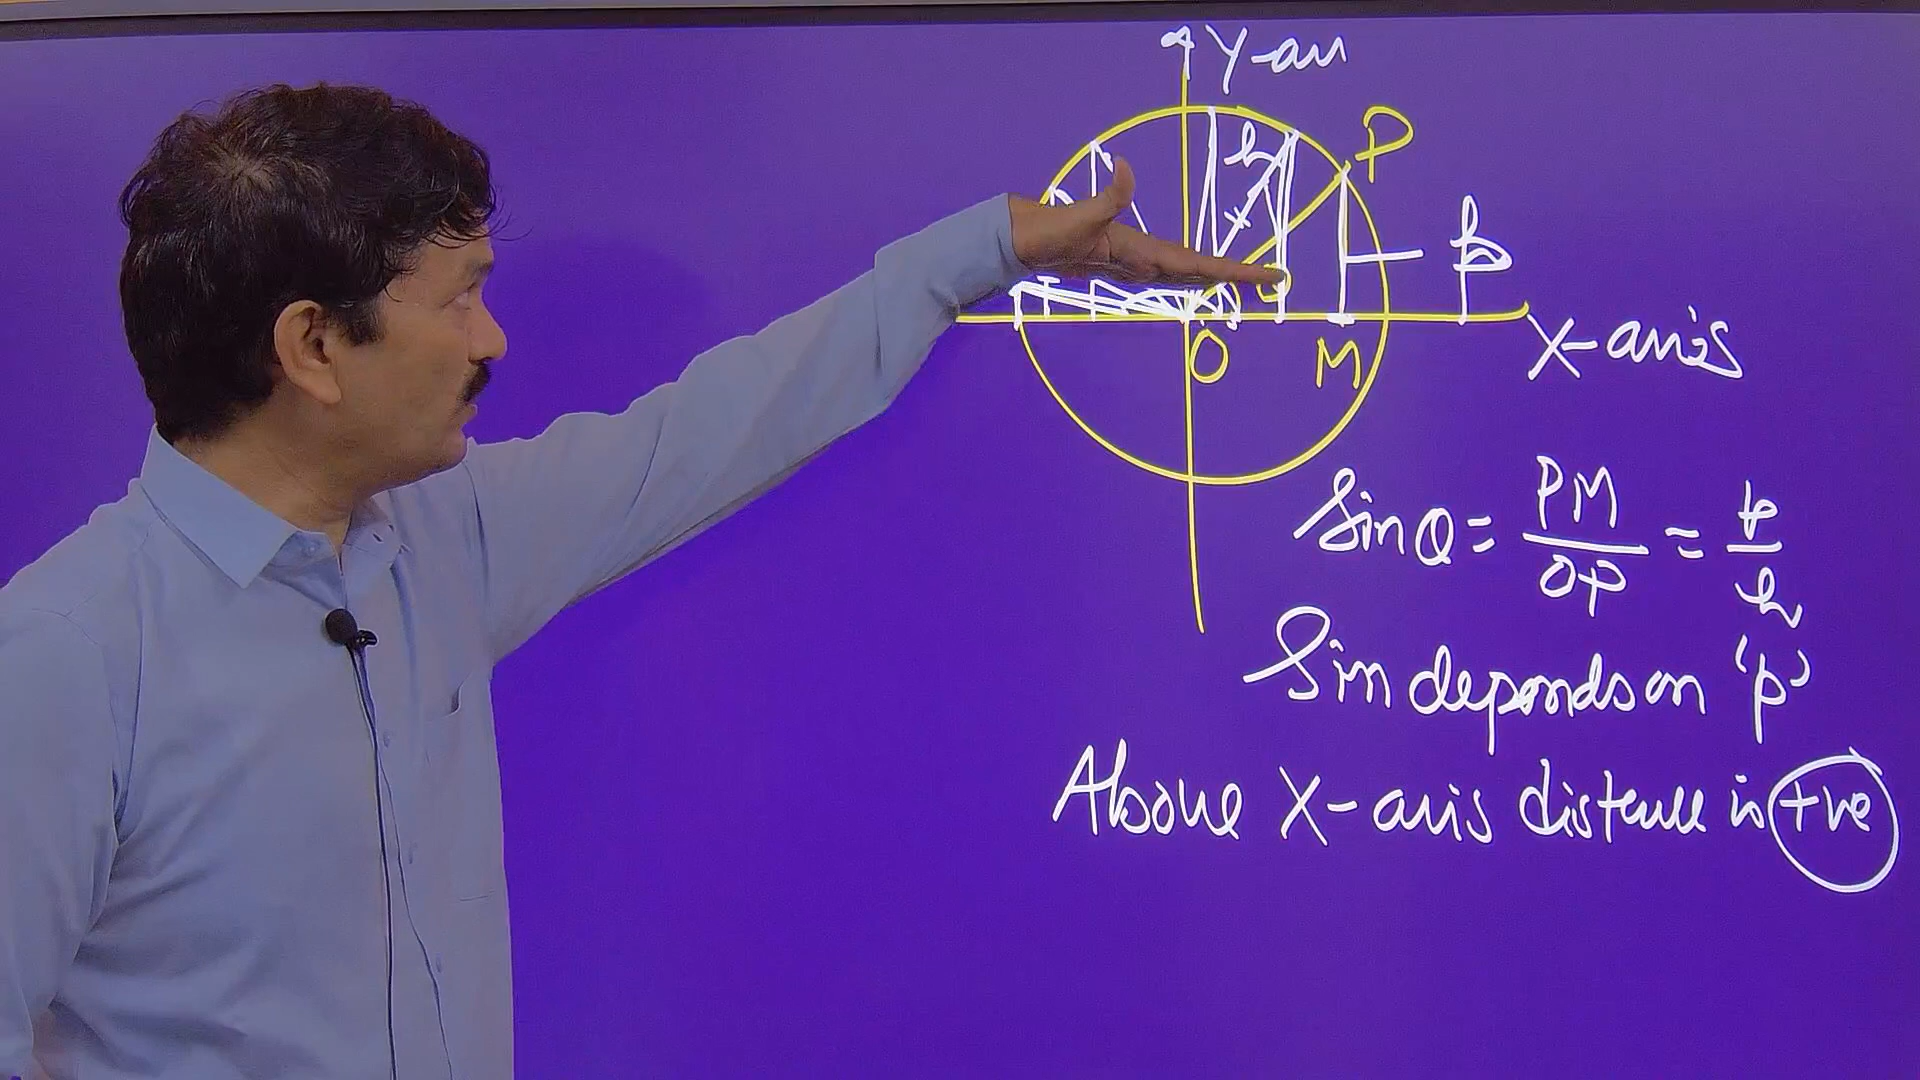 Y-axis
h
P
p
θ
O
M
X-axis
Sin θ = PM/OP = p/h
Sin depends on 'p'
Above X-axis distance is +ve